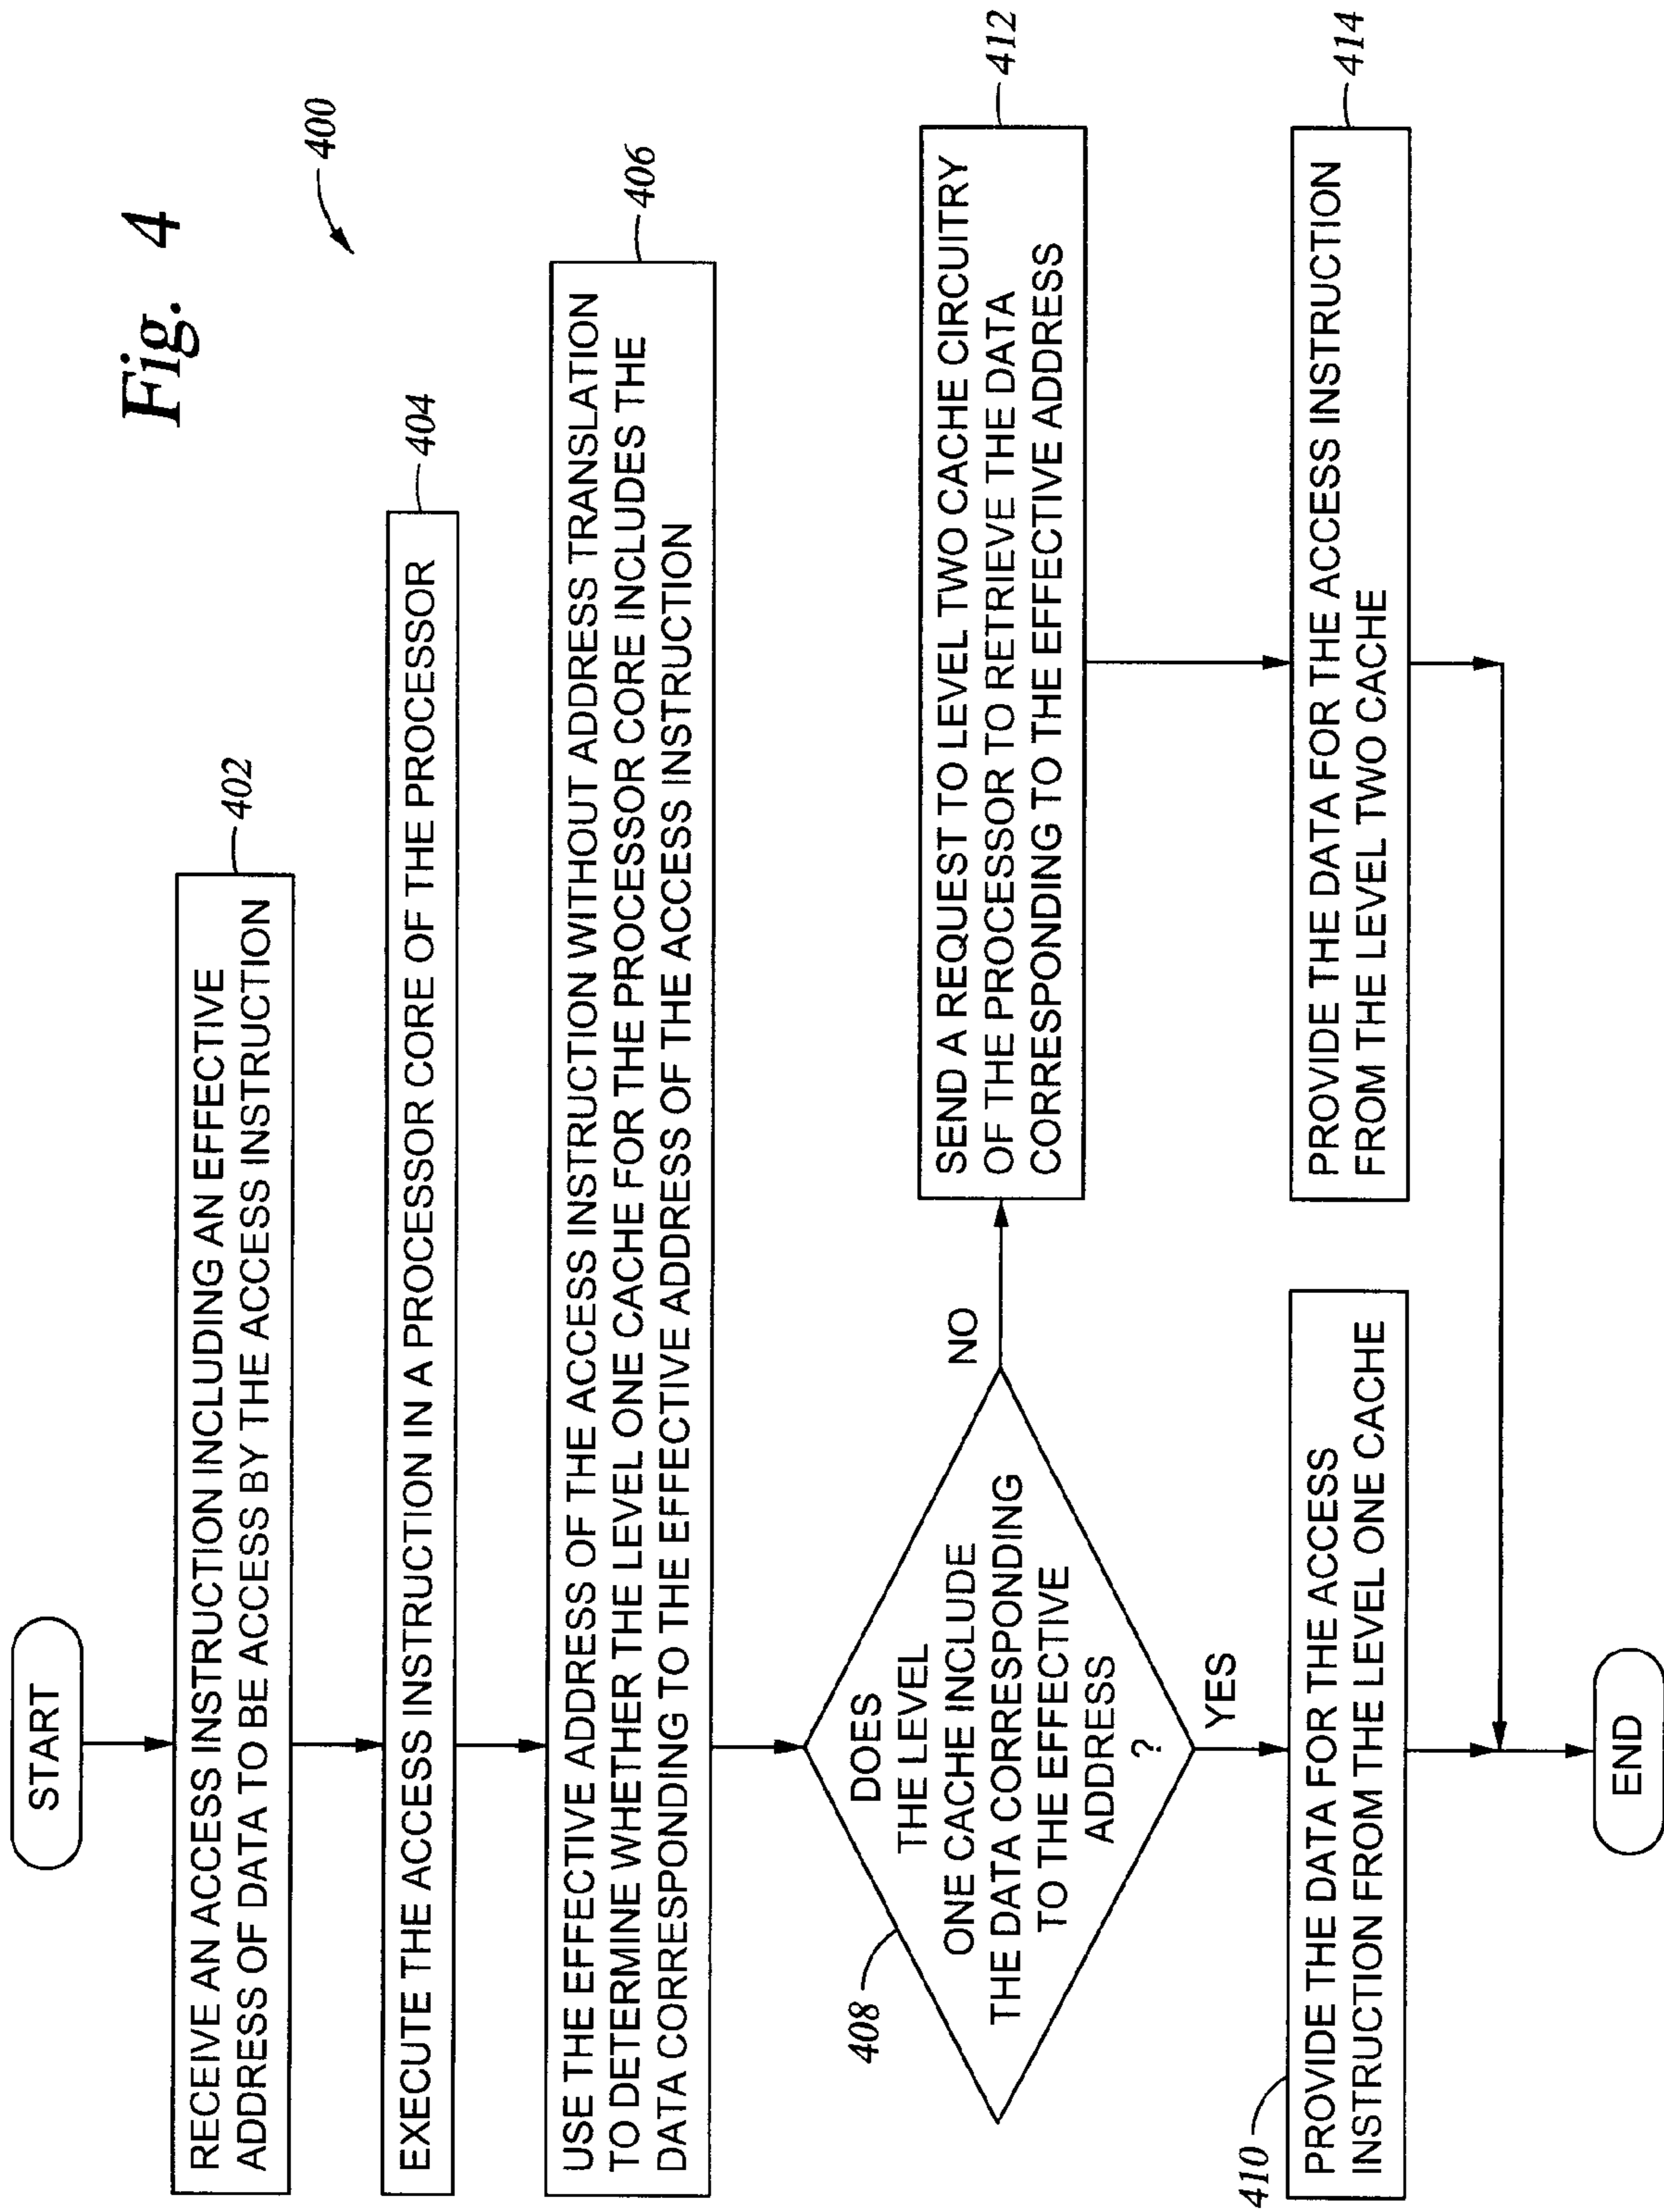 Fig. 4
400
START
402
RECEIVE AN ACCESS INSTRUCTION INCLUDING AN EFFECTIVE
ADDRESS OF DATA TO BE ACCESS BY THE ACCESS INSTRUCTION
404
EXECUTE THE ACCESS INSTRUCTION IN A PROCESSOR CORE OF THE PROCESSOR
406
USE THE EFFECTIVE ADDRESS OF THE ACCESS INSTRUCTION WITHOUT ADDRESS TRANSLATION
TO DETERMINE WHETHER THE LEVEL ONE CACHE FOR THE PROCESSOR CORE INCLUDES THE
DATA CORRESPONDING TO THE EFFECTIVE ADDRESS OF THE ACCESS INSTRUCTION
408
DOES
THE LEVEL
ONE CACHE INCLUDE
THE DATA CORRESPONDING
TO THE EFFECTIVE
ADDRESS
?
NO
412
SEND A REQUEST TO LEVEL TWO CACHE CIRCUITRY
OF THE PROCESSOR TO RETRIEVE THE DATA
CORRESPONDING TO THE EFFECTIVE ADDRESS
YES
410
PROVIDE THE DATA FOR THE ACCESS
INSTRUCTION FROM THE LEVEL ONE CACHE
414
PROVIDE THE DATA FOR THE ACCESS INSTRUCTION
FROM THE LEVEL TWO CACHE
END